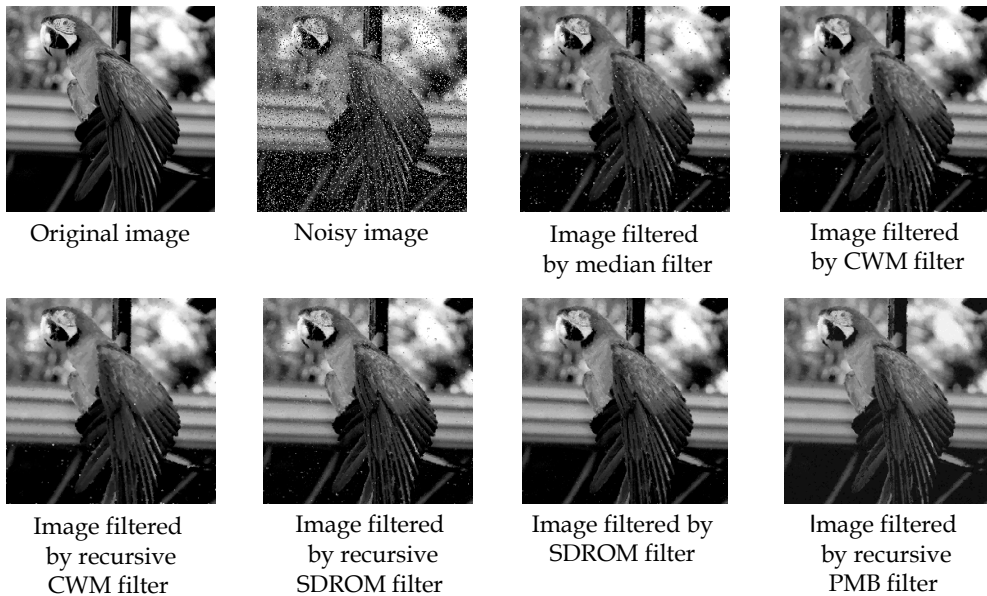 Original image
Noisy image
Image filtered
by median filter
Image filtered
by CWM filter
Image filtered
by recursive
CWM filter
Image filtered
by recursive
SDROM filter
Image filtered by
SDROM filter
Image filtered
by recursive
PMB filter